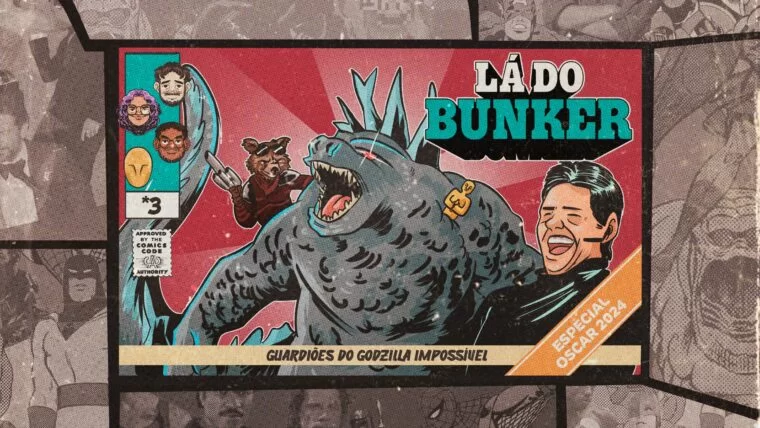 LÁ DO
BUNKER
*3
APPROVED
BY THE
COMICS
CODE
AUTHORITY
GUARDIÕES DO GODZILLA IMPOSSÍVEL
ESPECIAL
OSCAR 2024